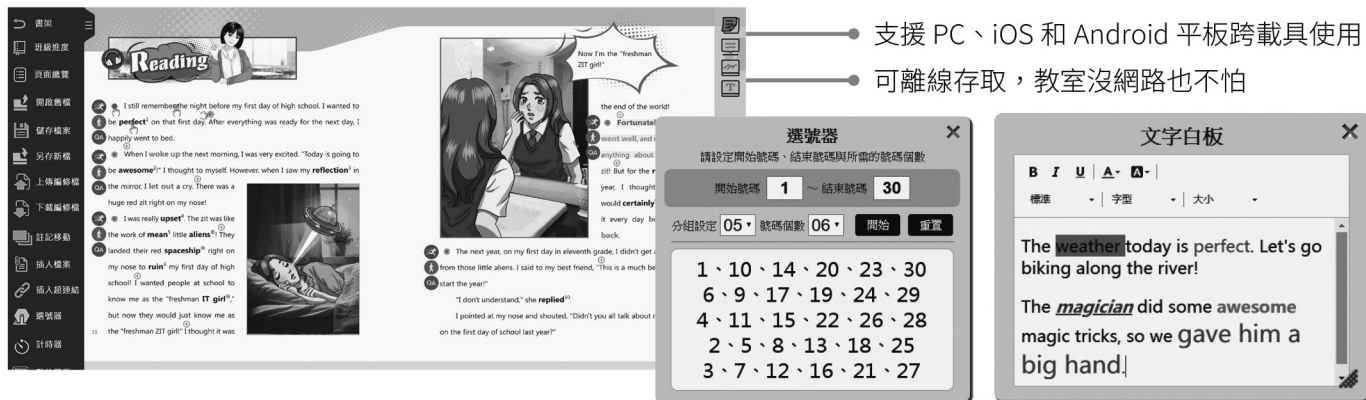 書架
班級進度
頁面總覽
開啟舊檔
儲存檔案
另存新檔
上傳編修檔
下載編修檔
註記移動
插入檔案
插入超連結
選號器
計時器
Reading
I still remember the night before my first day of high school. I wanted to
be perfect¹ on that first day. After everything was ready for the next day, I
QA happily went to bed.
When I woke up the next morning, I was very excited. "Today is going to
be awesome²!" I thought to myself. However, when I saw my reflection³ in
QA the mirror, I let out a cry. There was a
huge red zit right on my nose!
I was really upset⁴. The zit was like
the work of mean⁵ little aliens! They
QA landed their red spaceship right on
my nose to ruin my first day of high
school! I wanted people at school to
know me as the "freshman IT girl,"
but now they would just know me as
15 the "freshman ZIT girl!" I thought it was
Now I'm the "freshman
ZIT girl!"
the end of the world!
Fortunatel
went well, and
QA anything about
zit! But for the
year, I thought
would certainly
it every day b
back.
The next year, on my first day in eleventh grade, I didn't get
from those little aliens. I said to my best friend, "This is a much be
QA start the year!"
"I don't understand," she replied¹⁰.
I pointed at my nose and shouted, "Didn't you all talk about
on the first day of school last year?"
T
支援 PC、iOS 和 Android 平板跨載具使用
可離線存取，教室沒網路也不怕
選號器
請設定開始號碼、結束號碼與所需的號碼個數
開始號碼 1 ～結束號碼 30
分組設定 05 號碼個數 06 開始 重置
1、10、14、20、23、30
6、9、17、19、24、29
4、11、15、22、26、28
2、5、8、13、18、25
3、7、12、16、21、27
文字白板
B I U A A
標準 字型 大小
The weather today is perfect. Let's go
biking along the river!
The magician did some awesome
magic tricks, so we gave him a
big hand.